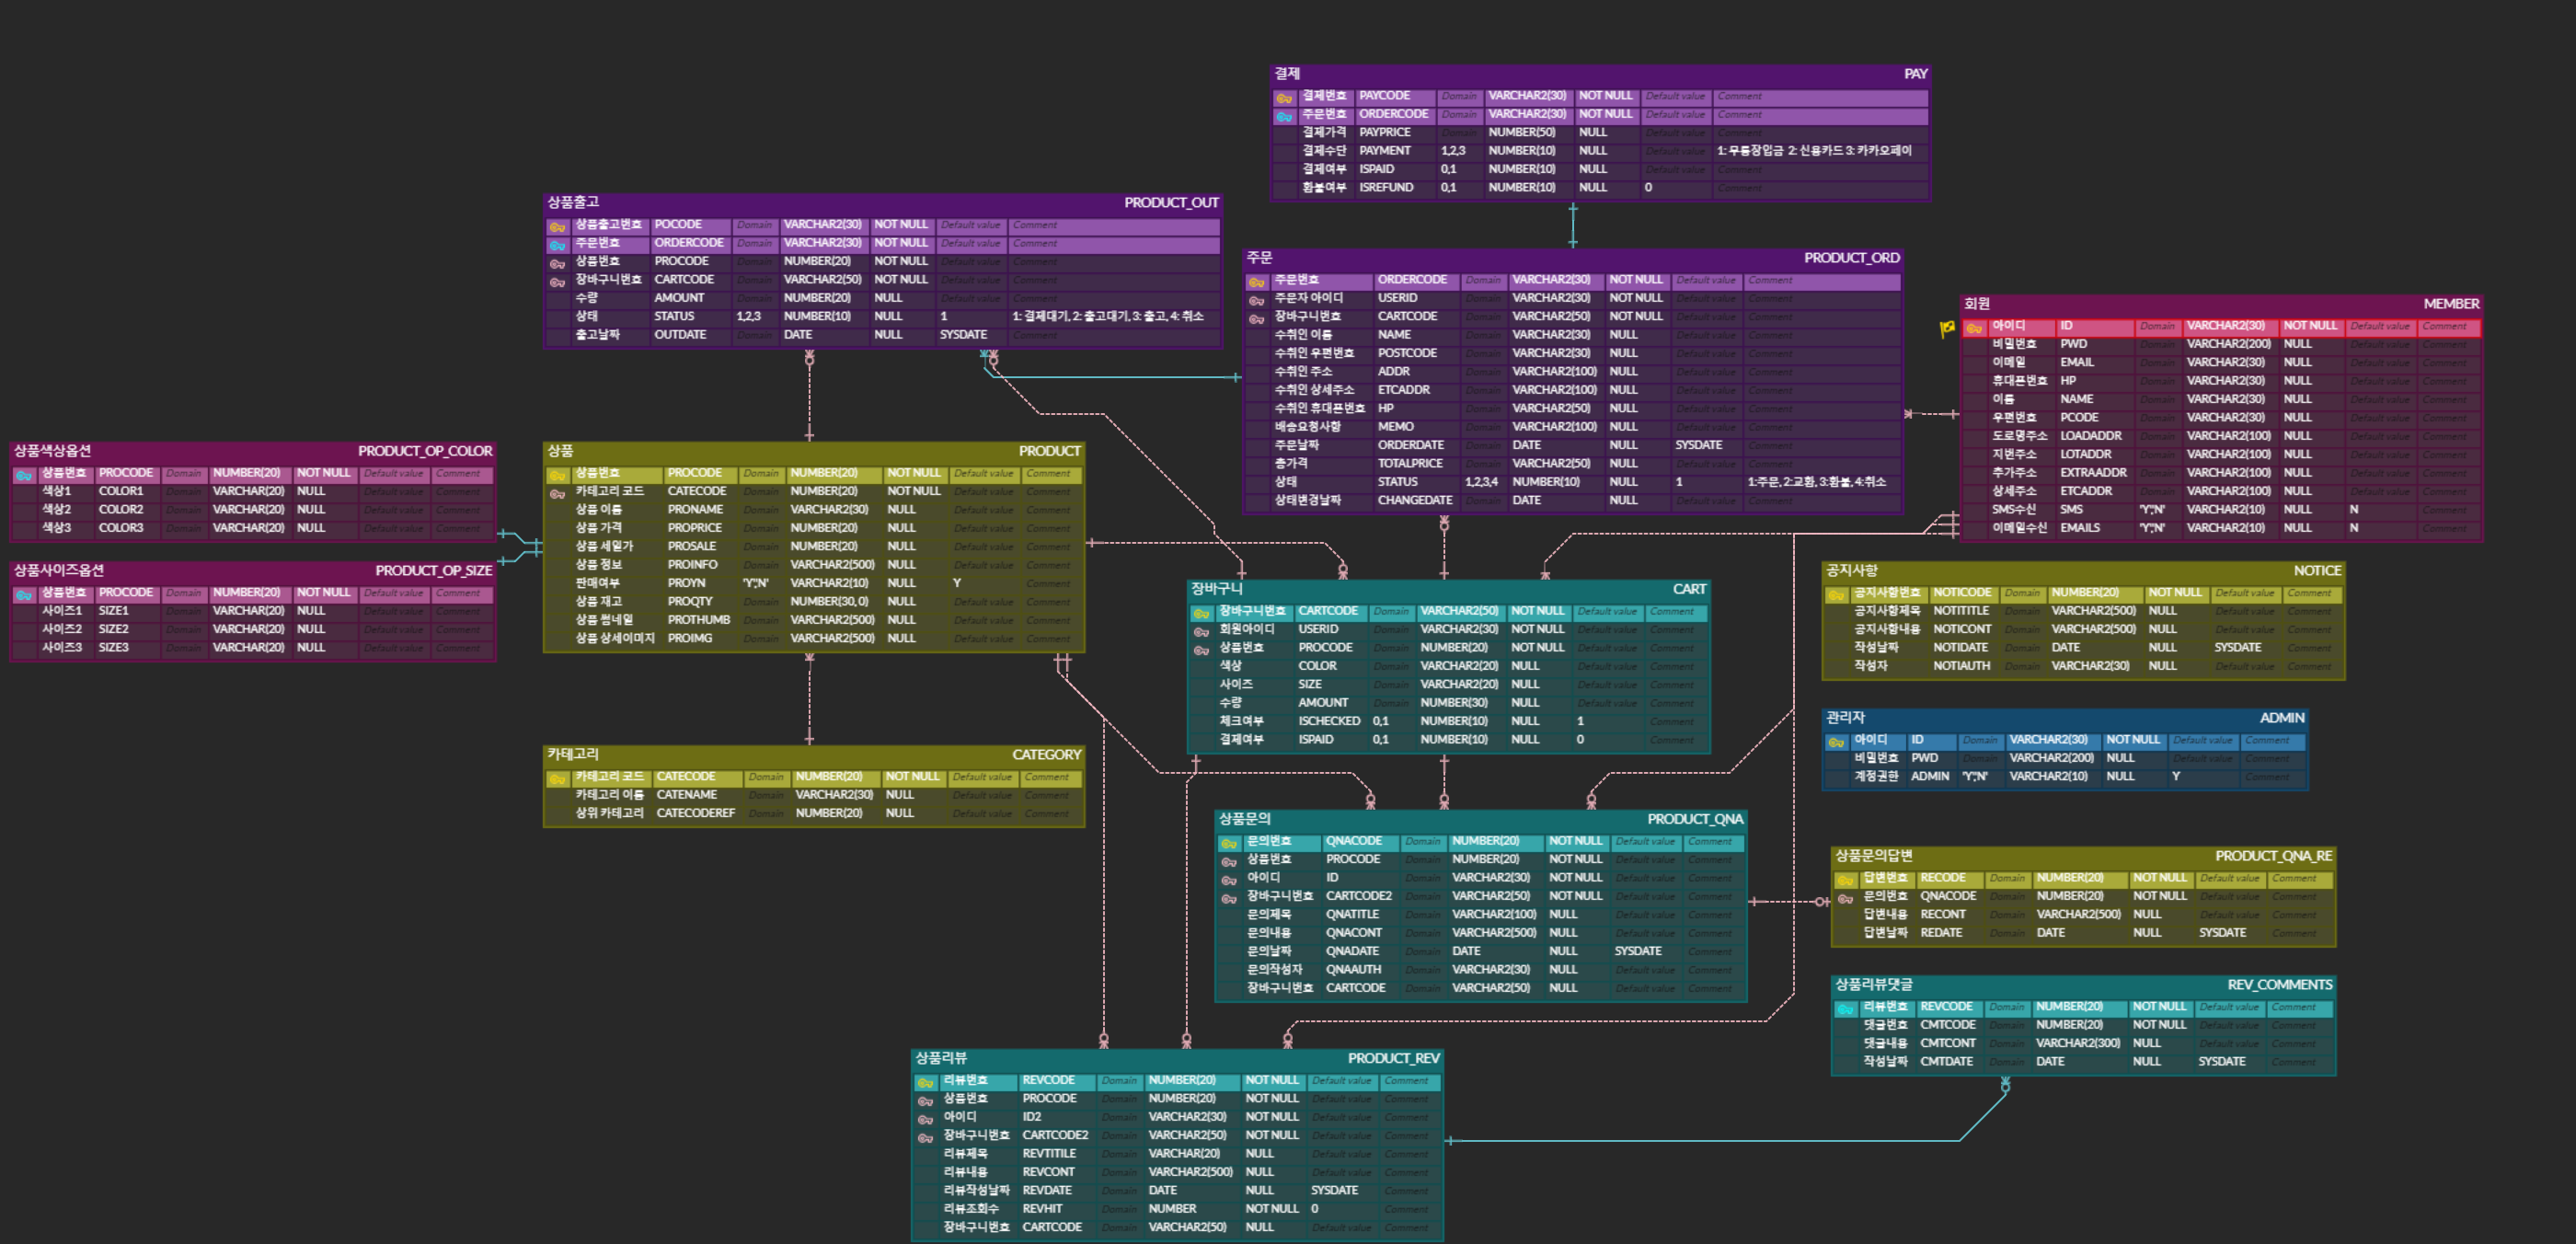 결제 PAY
결제번호 PAYCODE Domain VARCHAR2(30) NOT NULL Default value Comment
주문번호 ORDERCODE Domain VARCHAR2(30) NOT NULL Default value Comment
결제가격 PAYPRICE Domain NUMBER(50) NULL Default value Comment
결제수단 PAYMENT 1,2,3 NUMBER(10) NULL Default value 1: 무통장입금 2: 신용카드 3: 카카오페이
결제여부 ISPAID 0,1 NUMBER(10) NULL Default value Comment
환불여부 ISREFUND 0,1 NUMBER(10) NULL 0 Comment
상품출고 PRODUCT_OUT
상품출고번호 POCODE Domain VARCHAR2(30) NOT NULL Default value Comment
주문번호 ORDERCODE Domain VARCHAR2(30) NOT NULL Default value Comment
상품번호 PROCODE Domain NUMBER(20) NOT NULL Default value Comment
장바구니번호 CARTCODE Domain VARCHAR2(50) NOT NULL Default value Comment
수량 AMOUNT Domain NUMBER(20) NULL Default value Comment
상태 STATUS 1,2,3 NUMBER(10) NULL 1 1: 결제대기, 2: 출고대기, 3: 출고, 4: 취소
출고날짜 OUTDATE Domain DATE NULL SYSDATE Comment
주문 PRODUCT_ORD
주문번호 ORDERCODE Domain VARCHAR2(30) NOT NULL Default value Comment
주문자 아이디 USERID Domain VARCHAR2(30) NOT NULL Default value Comment
장바구니번호 CARTCODE Domain VARCHAR2(50) NOT NULL Default value Comment
수취인 이름 NAME Domain VARCHAR2(30) NULL Default value Comment
수취인 우편번호 POSTCODE Domain VARCHAR2(30) NULL Default value Comment
수취인 주소 ADDR Domain VARCHAR2(100) NULL Default value Comment
수취인 상세주소 ETCADDR Domain VARCHAR2(100) NULL Default value Comment
수취인 휴대폰번호 HP Domain VARCHAR2(50) NULL Default value Comment
배송요청사항 MEMO Domain VARCHAR2(100) NULL Default value Comment
주문날짜 ORDERDATE Domain DATE NULL SYSDATE Comment
총가격 TOTALPRICE Domain VARCHAR2(50) NULL Default value Comment
상태 STATUS 1,2,3,4 NUMBER(10) NULL 1 1:주문, 2:교환, 3:환불, 4:취소
상태변경날짜 CHANGEDATE Domain DATE NULL Default value Comment
회원 MEMBER
아이디 ID Domain VARCHAR2(30) NOT NULL Default value Comment
비밀번호 PWD Domain VARCHAR2(200) NULL Default value Comment
이메일 EMAIL Domain VARCHAR2(30) NULL Default value Comment
휴대폰번호 HP Domain VARCHAR2(30) NULL Default value Comment
이름 NAME Domain VARCHAR2(30) NULL Default value Comment
우편번호 PCODE Domain VARCHAR2(30) NULL Default value Comment
도로명주소 LOADADDR Domain VARCHAR2(100) NULL Default value Comment
지번주소 LOTADDR Domain VARCHAR2(100) NULL Default value Comment
추가주소 EXTRAADDR Domain VARCHAR2(100) NULL Default value Comment
상세주소 ETCADDR Domain VARCHAR2(100) NULL Default value Comment
SMS수신 SMS 'Y','N' VARCHAR2(10) NULL N Comment
이메일수신 EMAILS 'Y','N' VARCHAR2(10) NULL N Comment
상품색상옵션 PRODUCT_OP_COLOR
상품번호 PROCODE Domain NUMBER(20) NOT NULL Default value Comment
색상1 COLOR1 Domain VARCHAR(20) NULL Default value Comment
색상2 COLOR2 Domain VARCHAR(20) NULL Default value Comment
색상3 COLOR3 Domain VARCHAR(20) NULL Default value Comment
상품사이즈옵션 PRODUCT_OP_SIZE
상품번호 PROCODE Domain NUMBER(20) NOT NULL Default value Comment
사이즈1 SIZE1 Domain VARCHAR(20) NULL Default value Comment
사이즈2 SIZE2 Domain VARCHAR(20) NULL Default value Comment
사이즈3 SIZE3 Domain VARCHAR(20) NULL Default value Comment
상품 PRODUCT
상품번호 PROCODE Domain NUMBER(20) NOT NULL Default value Comment
카테고리 코드 CATECODE Domain NUMBER(20) NOT NULL Default value Comment
상품 이름 PRONAME Domain VARCHAR2(30) NULL Default value Comment
상품 가격 PROPRICE Domain NUMBER(20) NULL Default value Comment
상품 세일가 PROSALE Domain NUMBER(20) NULL Default value Comment
상품 정보 PROINFO Domain VARCHAR2(500) NULL Default value Comment
판매여부 PROYN 'Y','N' VARCHAR2(10) NULL Y Comment
상품 재고 PROQTY Domain NUMBER(30, 0) NULL Default value Comment
상품 썸네일 PROTHUMB Domain VARCHAR2(500) NULL Default value Comment
상품 상세이미지 PROIMG Domain VARCHAR2(500) NULL Default value Comment
카테고리 CATEGORY
카테고리 코드 CATECODE Domain NUMBER(20) NOT NULL Default value Comment
카테고리 이름 CATENAME Domain VARCHAR2(30) NULL Default value Comment
상위 카테고리 CATECODEREF Domain NUMBER(20) NULL Default value Comment
장바구니 CART
장바구니번호 CARTCODE Domain VARCHAR2(50) NOT NULL Default value Comment
회원아이디 USERID Domain VARCHAR2(30) NOT NULL Default value Comment
상품번호 PROCODE Domain NUMBER(20) NOT NULL Default value Comment
색상 COLOR Domain VARCHAR2(20) NULL Default value Comment
사이즈 SIZE Domain VARCHAR2(20) NULL Default value Comment
수량 AMOUNT Domain NUMBER(30) NULL Default value Comment
체크여부 ISCHECKED 0,1 NUMBER(10) NULL 1 Comment
결제여부 ISPAID 0,1 NUMBER(10) NULL 0 Comment
공지사항 NOTICE
공지사항번호 NOTICODE Domain NUMBER(20) NOT NULL Default value Comment
공지사항제목 NOTITITLE Domain VARCHAR2(500) NULL Default value Comment
공지사항내용 NOTICONT Domain VARCHAR2(500) NULL Default value Comment
작성날짜 NOTIDATE Domain DATE NULL SYSDATE Comment
작성자 NOTIAUTH Domain VARCHAR2(30) NULL Default value Comment
관리자 ADMIN
아이디 ID Domain VARCHAR2(30) NOT NULL Default value Comment
비밀번호 PWD Domain VARCHAR2(200) NULL Default value Comment
계정권한 ADMIN 'Y','N' VARCHAR2(10) NULL Y Comment
상품문의 PRODUCT_QNA
문의번호 QNACODE Domain NUMBER(20) NOT NULL Default value Comment
상품번호 PROCODE Domain NUMBER(20) NOT NULL Default value Comment
아이디 ID Domain VARCHAR2(30) NOT NULL Default value Comment
장바구니번호 CARTCODE2 Domain VARCHAR2(50) NOT NULL Default value Comment
문의제목 QNATITLE Domain VARCHAR2(100) NULL Default value Comment
문의내용 QNACONT Domain VARCHAR2(500) NULL Default value Comment
문의날짜 QNADATE Domain DATE NULL SYSDATE Comment
문의작성자 QNAAUTH Domain VARCHAR2(30) NULL Default value Comment
장바구니번호 CARTCODE Domain VARCHAR2(50) NULL Default value Comment
상품문의답변 PRODUCT_QNA_RE
답변번호 RECODE Domain NUMBER(20) NOT NULL Default value Comment
문의번호 QNACODE Domain NUMBER(20) NOT NULL Default value Comment
답변내용 RECONT Domain VARCHAR2(500) NULL Default value Comment
답변날짜 REDATE Domain DATE NULL SYSDATE Comment
상품리뷰댓글 REV_COMMENTS
리뷰번호 REVCODE Domain NUMBER(20) NOT NULL Default value Comment
댓글번호 CMTCODE Domain NUMBER(20) NOT NULL Default value Comment
댓글내용 CMTCONT Domain VARCHAR2(300) NULL Default value Comment
작성날짜 CMTDATE Domain DATE NULL SYSDATE Comment
상품리뷰 PRODUCT_REV
리뷰번호 REVCODE Domain NUMBER(20) NOT NULL Default value Comment
상품번호 PROCODE Domain NUMBER(20) NOT NULL Default value Comment
아이디 ID2 Domain VARCHAR2(30) NOT NULL Default value Comment
장바구니번호 CARTCODE2 Domain VARCHAR2(50) NOT NULL Default value Comment
리뷰제목 REVTITILE Domain VARCHAR(20) NULL Default value Comment
리뷰내용 REVCONT Domain VARCHAR2(500) NULL Default value Comment
리뷰작성날짜 REVDATE Domain DATE NULL SYSDATE Comment
리뷰조회수 REVHIT Domain NUMBER NOT NULL 0 Comment
장바구니번호 CARTCODE Domain VARCHAR2(50) NULL Default value Comment